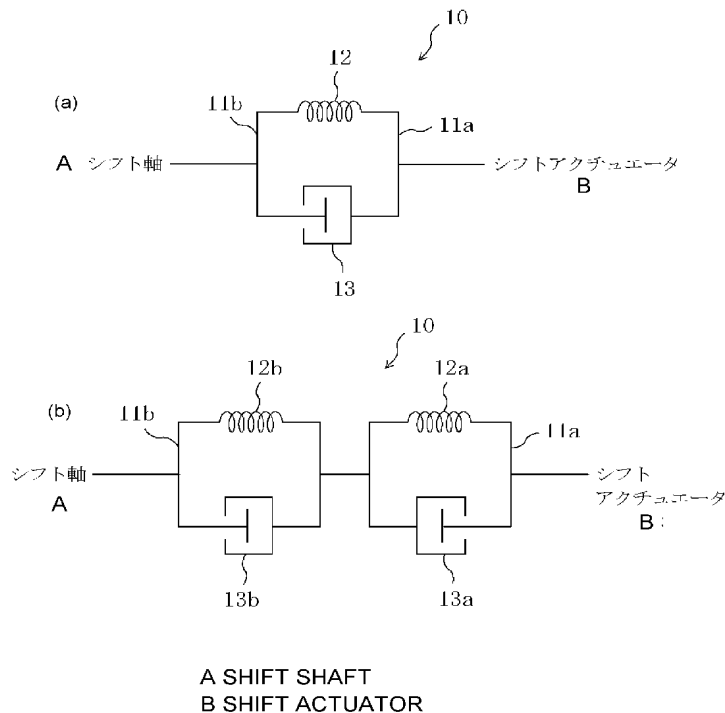 10
12
(a)
11b
11a
A シフト軸
シフトアクチュエータ
B
13
10
12b
12a
(b)
11b
11a
シフト軸
A
シフト
アクチュエータ
B :
13b
13a
A SHIFT SHAFT
B SHIFT ACTUATOR